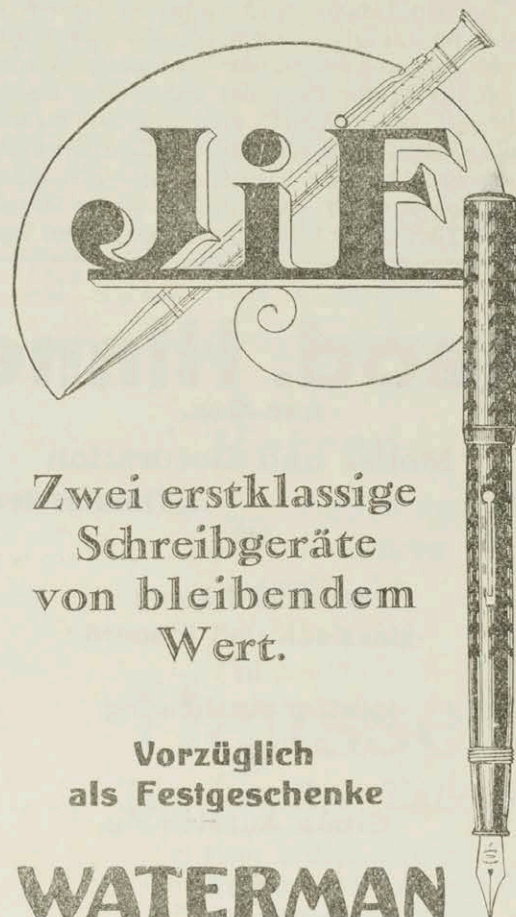 JiF
Zwei erstklassige
Schreibgeräte
von bleibendem
Wert.
Vorzüglich
als Festgeschenke
WATERMAN